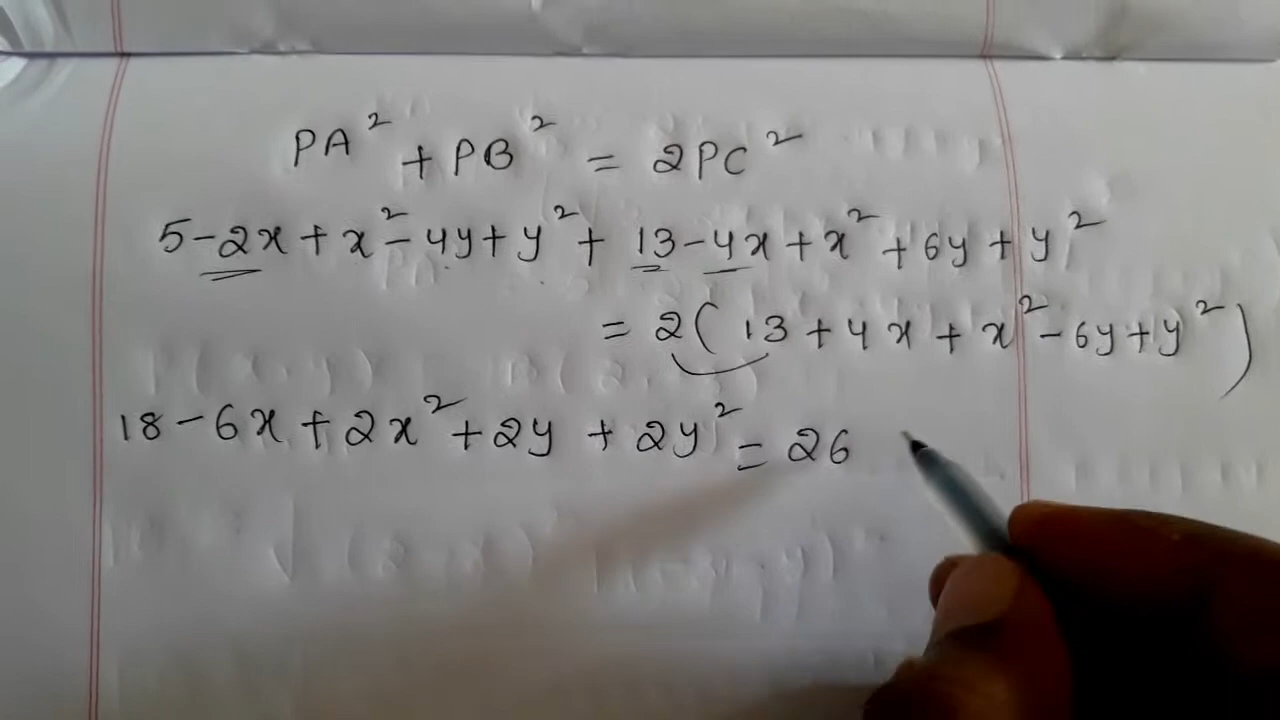 PA² + PB² = 2PC²
5-2x+x²-4y+y²+ 13-4x+x²+6y+y²
= 2(13+4x+x²-6y+y²)
18-6x+2x²+2y+2y² = 26